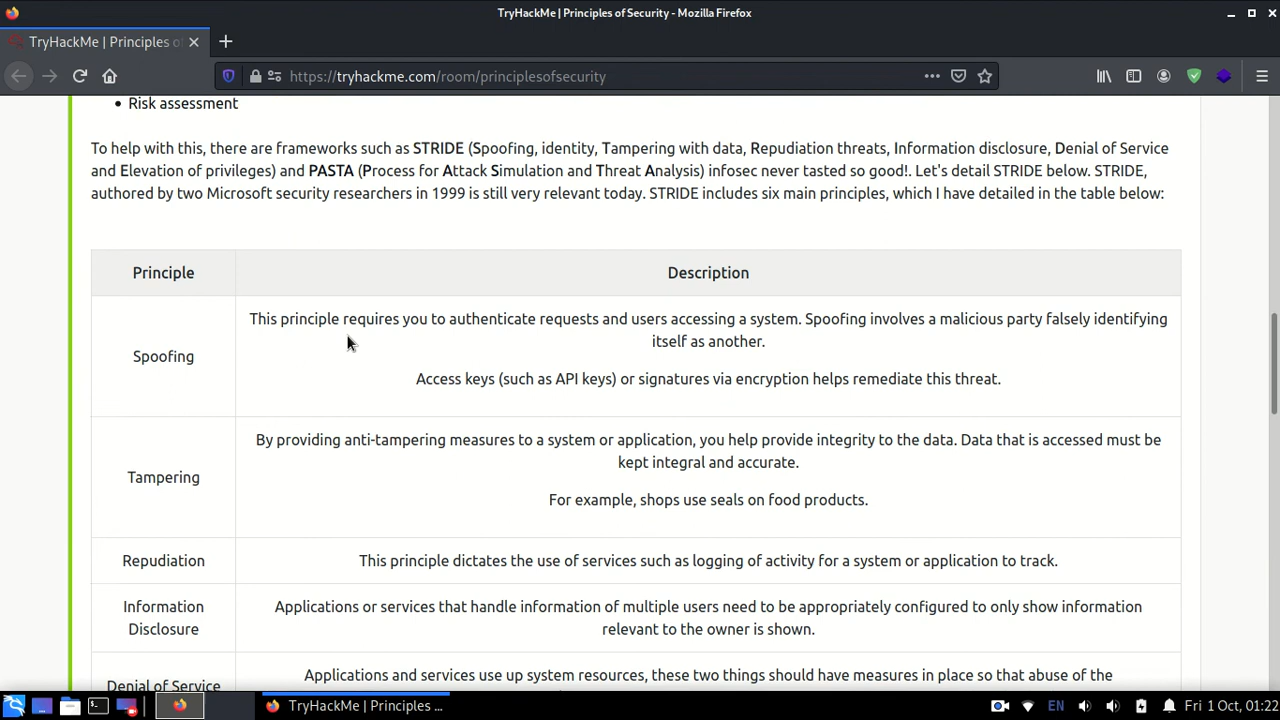 TryHackMe | Principles of Security - Mozilla Firefox
TryHackMe | Principles o
https://tryhackme.com/room/principlesofsecurity
• Risk assessment
To help with this, there are frameworks such as STRIDE (Spoofing, identity, Tampering with data, Repudiation threats, Information disclosure, Denial of Service
and Elevation of privileges) and PASTA (Process for Attack Simulation and Threat Analysis) infosec never tasted so good!. Let's detail STRIDE below. STRIDE,
authored by two Microsoft security researchers in 1999 is still very relevant today. STRIDE includes six main principles, which I have detailed in the table below:
Principle
Description
Spoofing
This principle requires you to authenticate requests and users accessing a system. Spoofing involves a malicious party falsely identifying
itself as another.
Access keys (such as API keys) or signatures via encryption helps remediate this threat.
Tampering
By providing anti-tampering measures to a system or application, you help provide integrity to the data. Data that is accessed must be
kept integral and accurate.
For example, shops use seals on food products.
Repudiation
This principle dictates the use of services such as logging of activity for a system or application to track.
Information
Disclosure
Applications or services that handle information of multiple users need to be appropriately configured to only show information
relevant to the owner is shown.
Denial of Service
Applications and services use up system resources, these two things should have measures in place so that abuse of the
TryHackMe | Principles ...
EN
Fri 1 Oct, 01:22